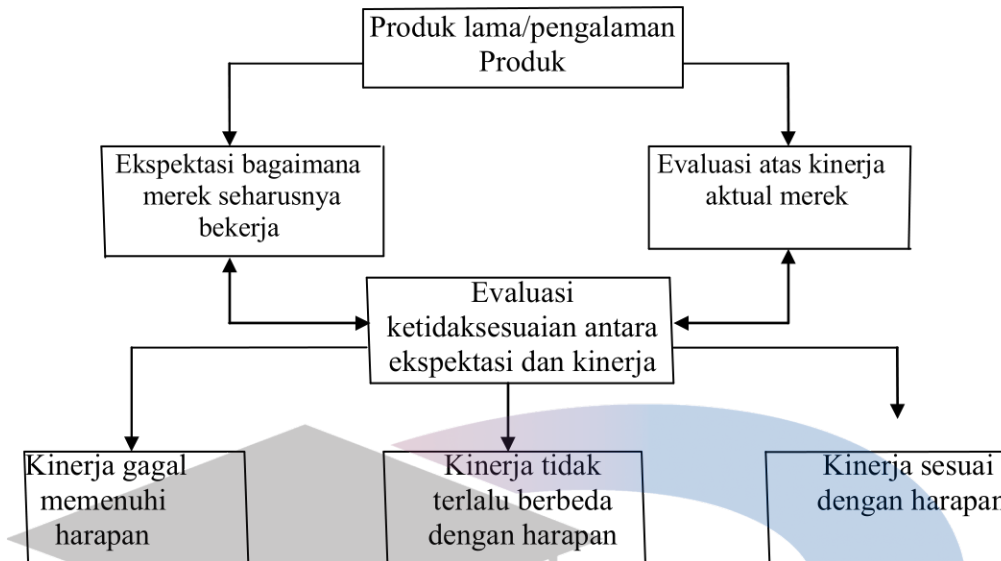 Produk lama/pengalaman
Produk
Ekspektasi bagaimana
merek seharusnya
bekerja
Evaluasi atas kinerja
aktual merek
Evaluasi
ketidaksesuaian antara
ekspektasi dan kinerja
Kinerja gagal
memenuhi
harapan
Kinerja tidak
terlalu berbeda
dengan harapan
Kinerja sesuai
dengan harapan